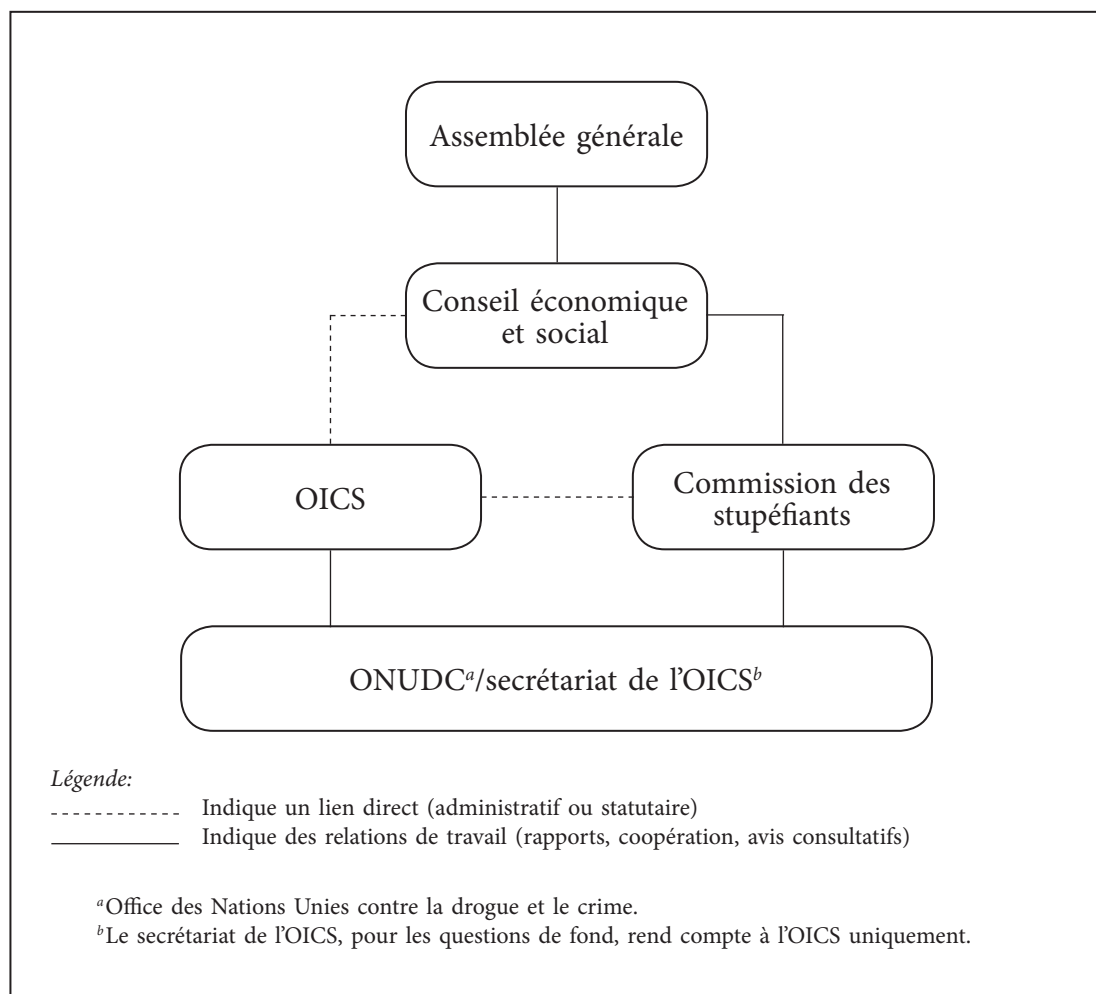 Assemblée générale
Conseil économique
et social
OICS
Commission des
stupéfiants
ONUDCᵃ/secrétariat de l’OICSᵇ
Légende:
Indique un lien direct (administratif ou statutaire)
Indique des relations de travail (rapports, coopération, avis consultatifs)
ᵃOffice des Nations Unies contre la drogue et le crime.
ᵇLe secrétariat de l’OICS, pour les questions de fond, rend compte à l’OICS uniquement.